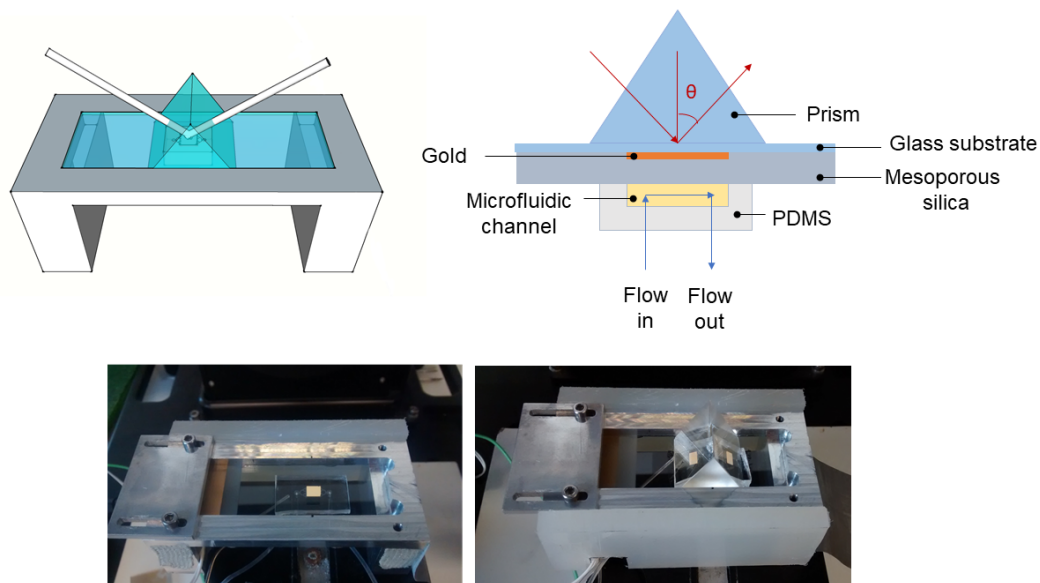 θ
Prism
Glass substrate
Gold
Mesoporous
silica
Microfluidic
channel
PDMS
Flow
in
Flow
out